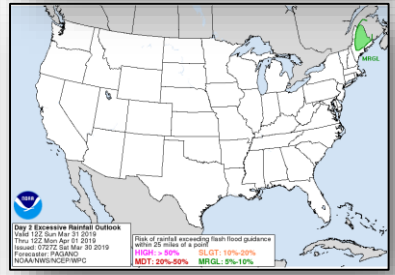 MRGL
noaa
Day 2 Excessive Rainfall Outlook
Valid 12Z Sun Mar 31 2019
Thru 12Z Mon Apr 01 2019
Issued: 0727Z Sat Mar 30 2019
Forecaster: PAGANO
NOAA/NWS/NCEP/WPC
Risk of rainfall exceeding flash flood guidance
within 25 miles of a point
HIGH: > 50% SLGT: 10%-20%
MDT: 20%-50% MRGL: 5%-10%